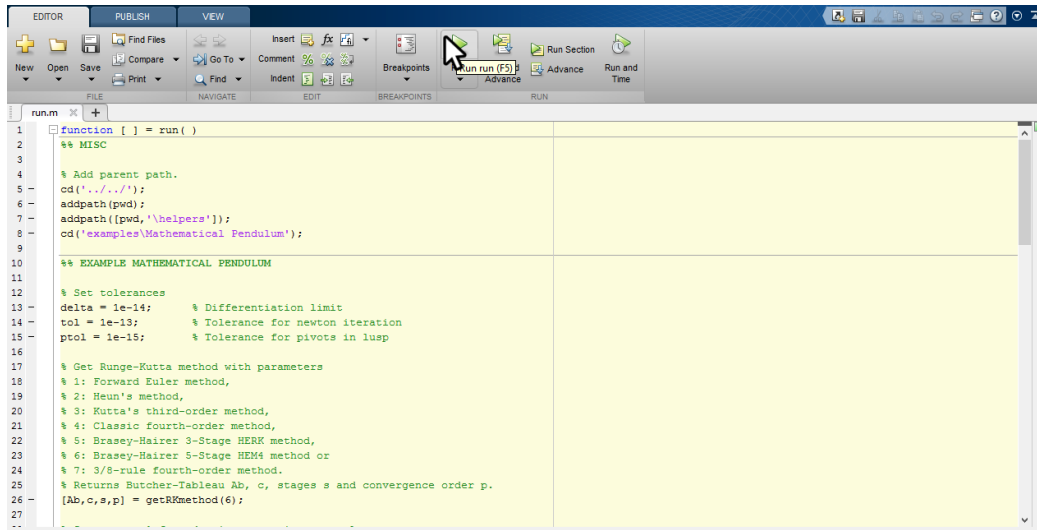 EDITOR PUBLISH VIEW
New Open Save Find Files Compare Print
Go To Find
Insert fx Comment % Indent
Breakpoints
Run run (F5) Advance Run Section Advance Run and Time
FILE NAVIGATE EDIT BREAKPOINTS RUN
run.m × +
1 function [ ] = run( )
2 %% MISC
3
4 % Add parent path.
5 – cd('../../');
6 – addpath(pwd);
7 – addpath([pwd,'\helpers']);
8 – cd('examples\Mathematical Pendulum');
9
10 %% EXAMPLE MATHEMATICAL PENDULUM
11
12 % Set tolerances
13 – delta = 1e-14; % Differentiation limit
14 – tol = 1e-13; % Tolerance for newton iteration
15 – ptol = 1e-15; % Tolerance for pivots in lusp
16
17 % Get Runge-Kutta method with parameters
18 % 1: Forward Euler method,
19 % 2: Heun's method,
20 % 3: Kutta's third-order method,
21 % 4: Classic fourth-order method,
22 % 5: Brasey-Hairer 3-Stage HERK method,
23 % 6: Brasey-Hairer 5-Stage HEM4 method or
24 % 7: 3/8-rule fourth-order method.
25 % Returns Butcher-Tableau Ab, c, stages s and convergence order p.
26 – [Ab,c,s,p] = getRKmethod(6);
27